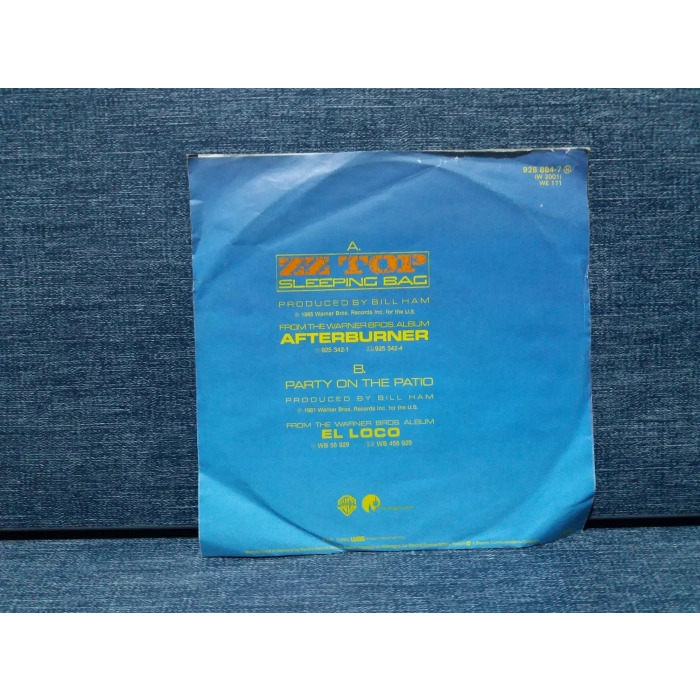 928 884-7 N
(W 2001)
WE 171
A.
ZZ TOP
SLEEPING BAG
PRODUCED BY BILL HAM
℗ 1985 Warner Bros. Records Inc. for the U.S.
FROM THE WARNER BROS. ALBUM
AFTERBURNER
925 342-1 925 342-4
B.
PARTY ON THE PATIO
PRODUCED BY BILL HAM
℗ 1981 Warner Bros. Records Inc. for the U.S.
FROM THE WARNER BROS. ALBUM
EL LOCO
WB 56 929 WB 456 929